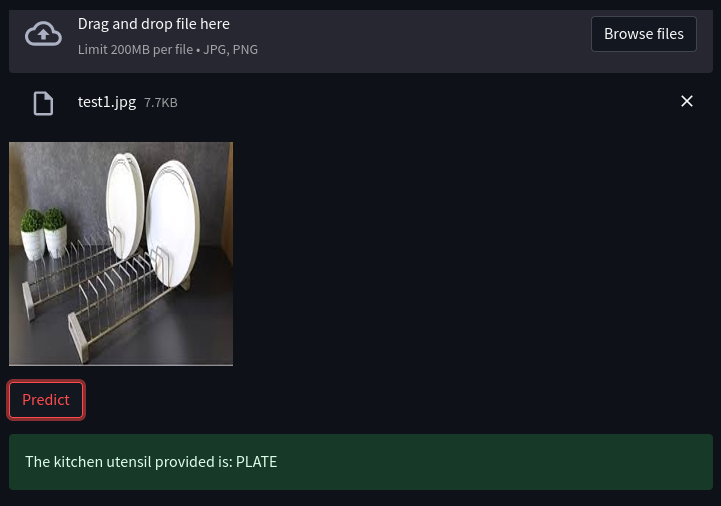 Drag and drop file here
Limit 200MB per file • JPG, PNG
Browse files
test1.jpg 7.7KB
Predict
The kitchen utensil provided is: PLATE